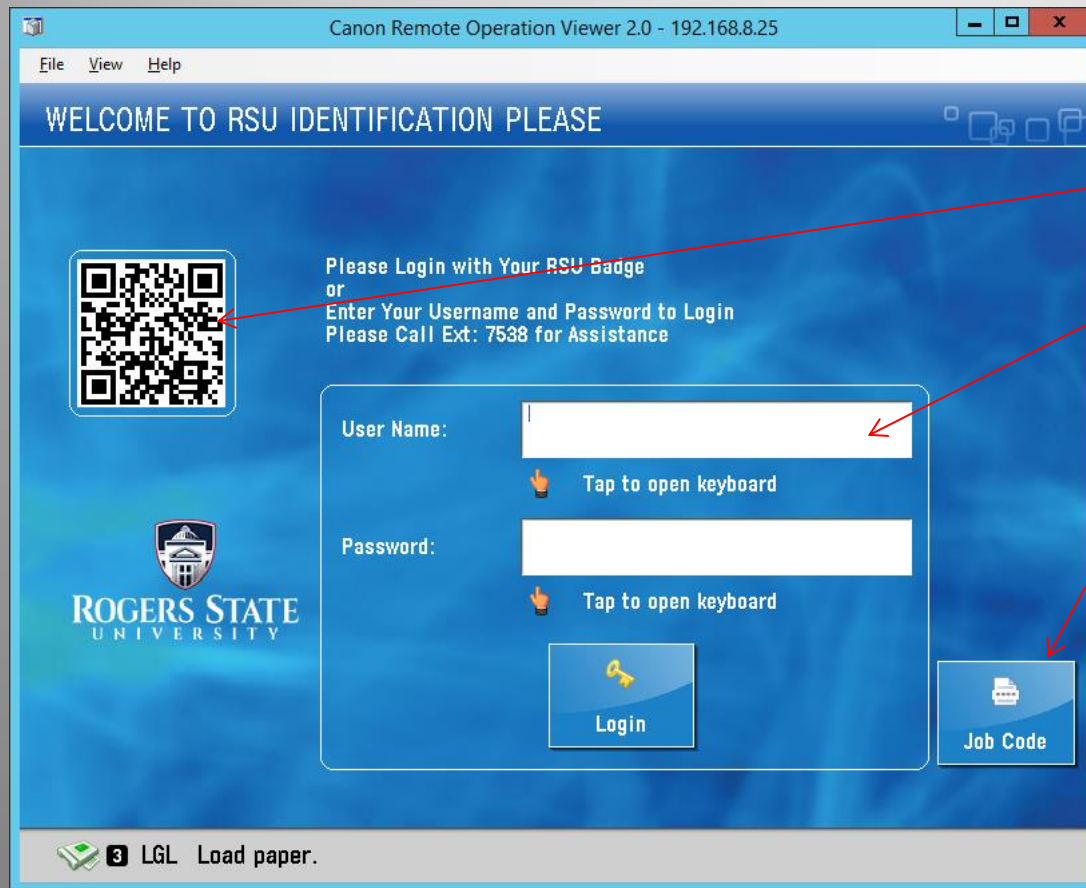 Canon Remote Operation Viewer 2.0 - 192.168.8.25
File View Help
WELCOME TO RSU IDENTIFICATION PLEASE
Please Login with Your RSU Badge
or
Enter Your Username and Password to Login
Please Call Ext: 7538 for Assistance
User Name:
Tap to open keyboard
Password:
Tap to open keyboard
ROGERS STATE
UNIVERSITY
Login
Job Code
3 LGL Load paper.